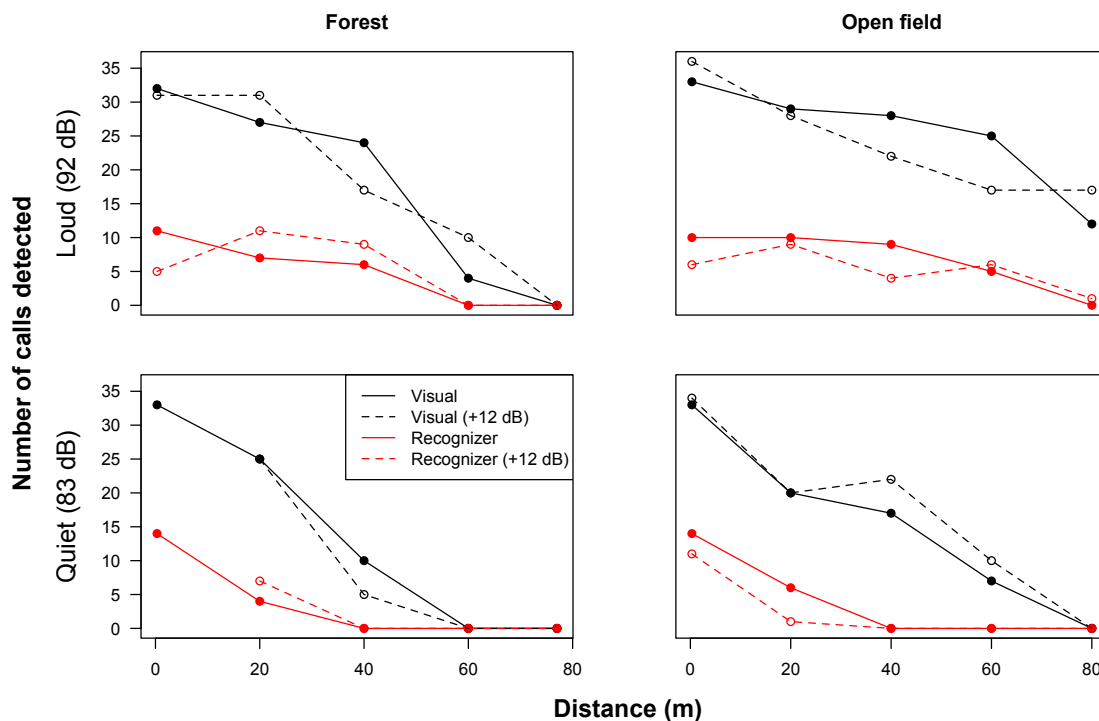 Forest
Open field
Number of calls detected
Loud (92 dB)
35
30
25
20
15
10
5
0
Quiet (83 dB)
35
30
25
20
15
10
5
0
Visual
Visual (+12 dB)
Recognizer
Recognizer (+12 dB)
0 20 40 60 80
0 20 40 60 80
Distance (m)